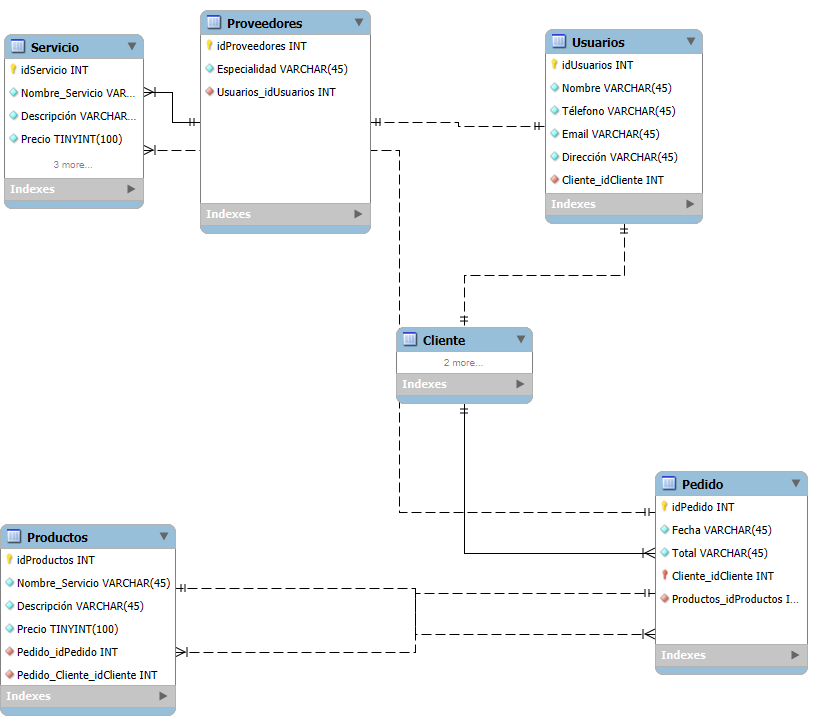 Servicio
idServicio INT
Nombre_Servicio VAR...
Descripción VARCHAR...
Precio TINYINT(100)
3 more...
Indexes
Proveedores
idProveedores INT
Especialidad VARCHAR(45)
Usuarios_idUsuarios INT
Indexes
Usuarios
idUsuarios INT
Nombre VARCHAR(45)
Télefono VARCHAR(45)
Email VARCHAR(45)
Dirección VARCHAR(45)
Cliente_idCliente INT
Indexes
Cliente
2 more...
Indexes
Pedido
idPedido INT
Fecha VARCHAR(45)
Total VARCHAR(45)
Cliente_idCliente INT
Productos_idProductos I...
Indexes
Productos
idProductos INT
Nombre_Servicio VARCHAR(45)
Descripción VARCHAR(45)
Precio TINYINT(100)
Pedido_idPedido INT
Pedido_Cliente_idCliente INT
Indexes